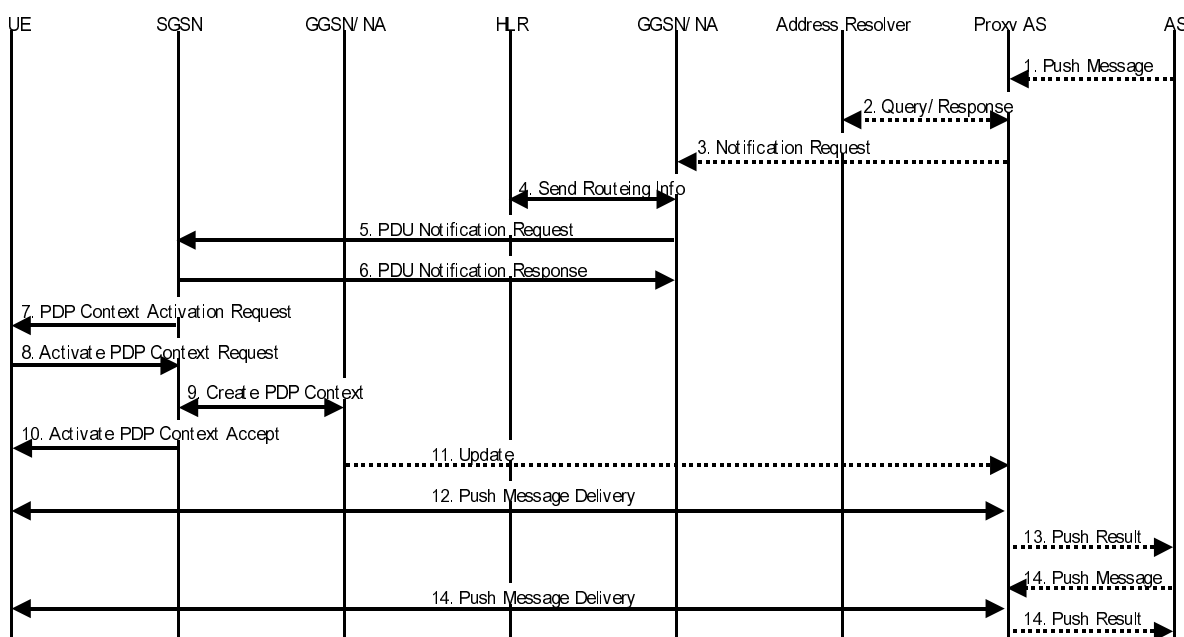 UE SGSN GGSN/ NA HLR GGSN/ NA Address Resolver Proxy AS AS
1. Push Message
2. Query/ Response
3. Notification Request
4. Send Routeing Info
5. PDU Notification Request
6. PDU Notification Response
7. PDP Context Activation Request
8. Activate PDP Context Request
9. Create PDP Context
10. Activate PDP Context Accept
11. Update
12. Push Message Delivery
13. Push Result
14. Push Message
14. Push Message Delivery
14. Push Result